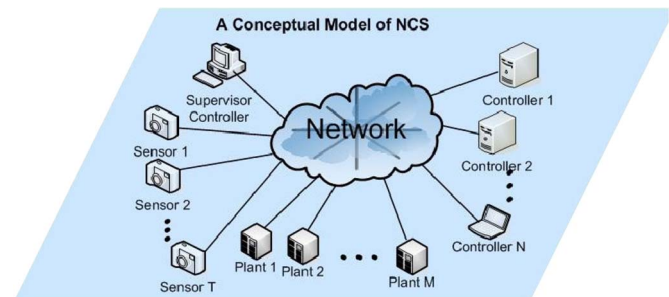 A Conceptual Model of NCS
Supervisor
Controller
Network
Controller 1
Sensor 1
Controller 2
Sensor 2
Controller N
Sensor T
Plant 1
Plant 2
Plant M